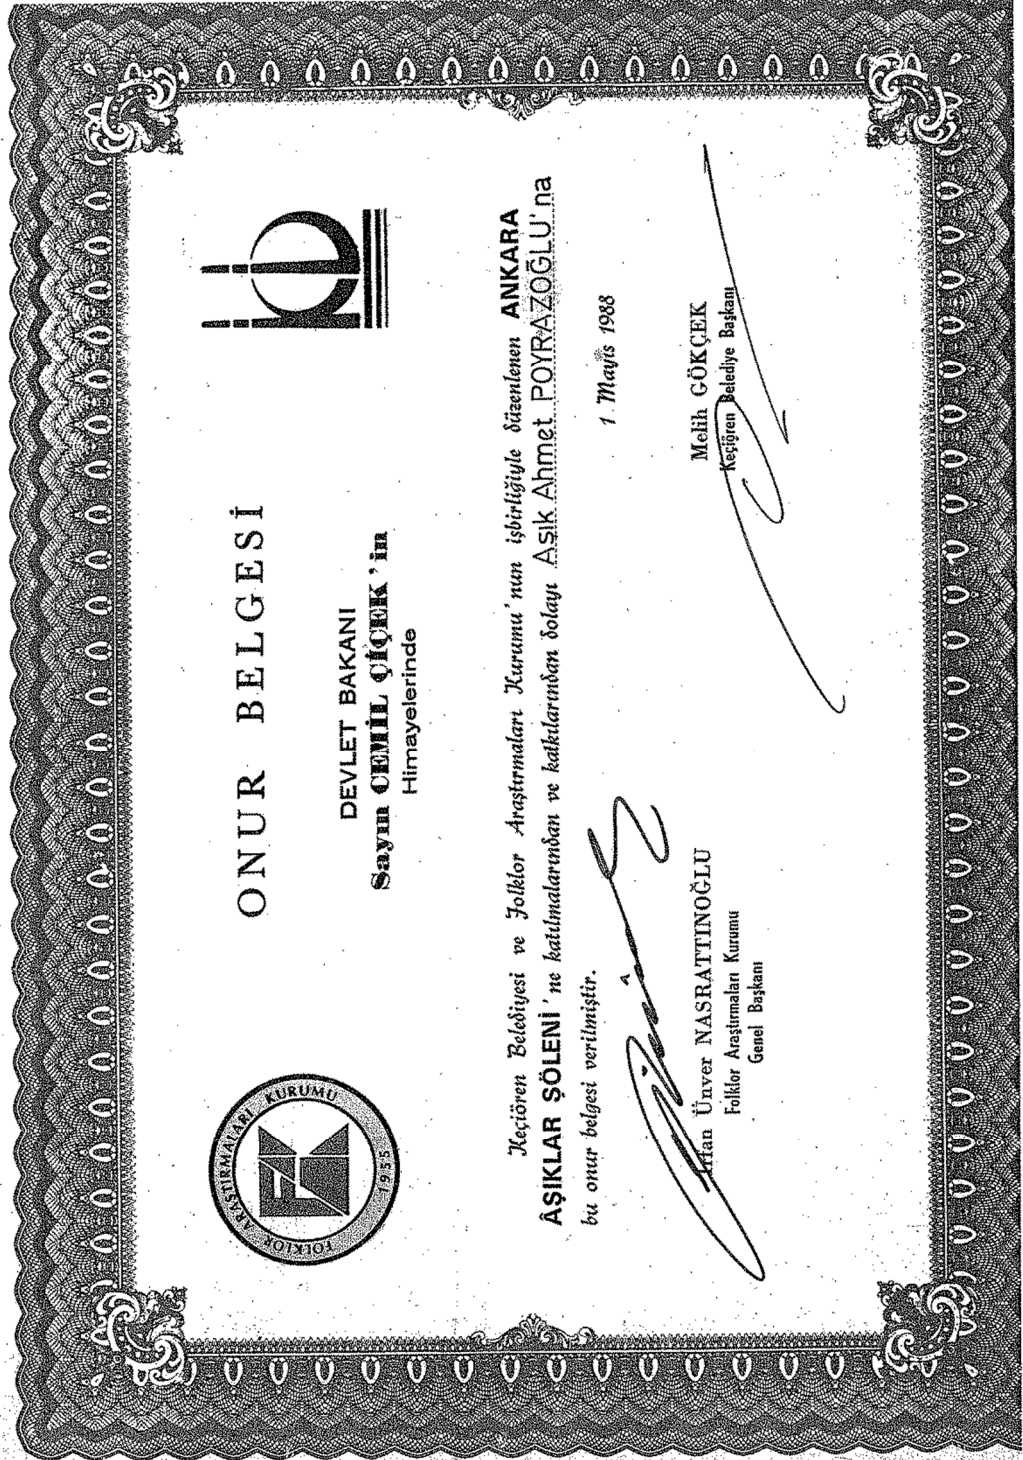 FOLKLOR ARAŞTIRMALARI KURUMU
1955
FAK
ONUR BELGESİ
DEVLET BAKANI
Sayın CEMİL ÇİÇEK'in
Himayelerinde
Keçiören Belediyesi ve Folklor Araştırmaları Kurumu'nun işbirliğiyle düzenlenen ANKARA
ÂŞIKLAR ŞÖLENİ'ne katılmalarından ve katkılarından dolayı Aşık Ahmet POYRAZOĞLU'na
bu onur belgesi verilmiştir.
1. Mayıs 1988
İrfan Ünver NASRATTINOĞLU
Folklor Araştırmaları Kurumu
Genel Başkanı
Melih GÖKÇEK
Keçiören Belediye Başkanı